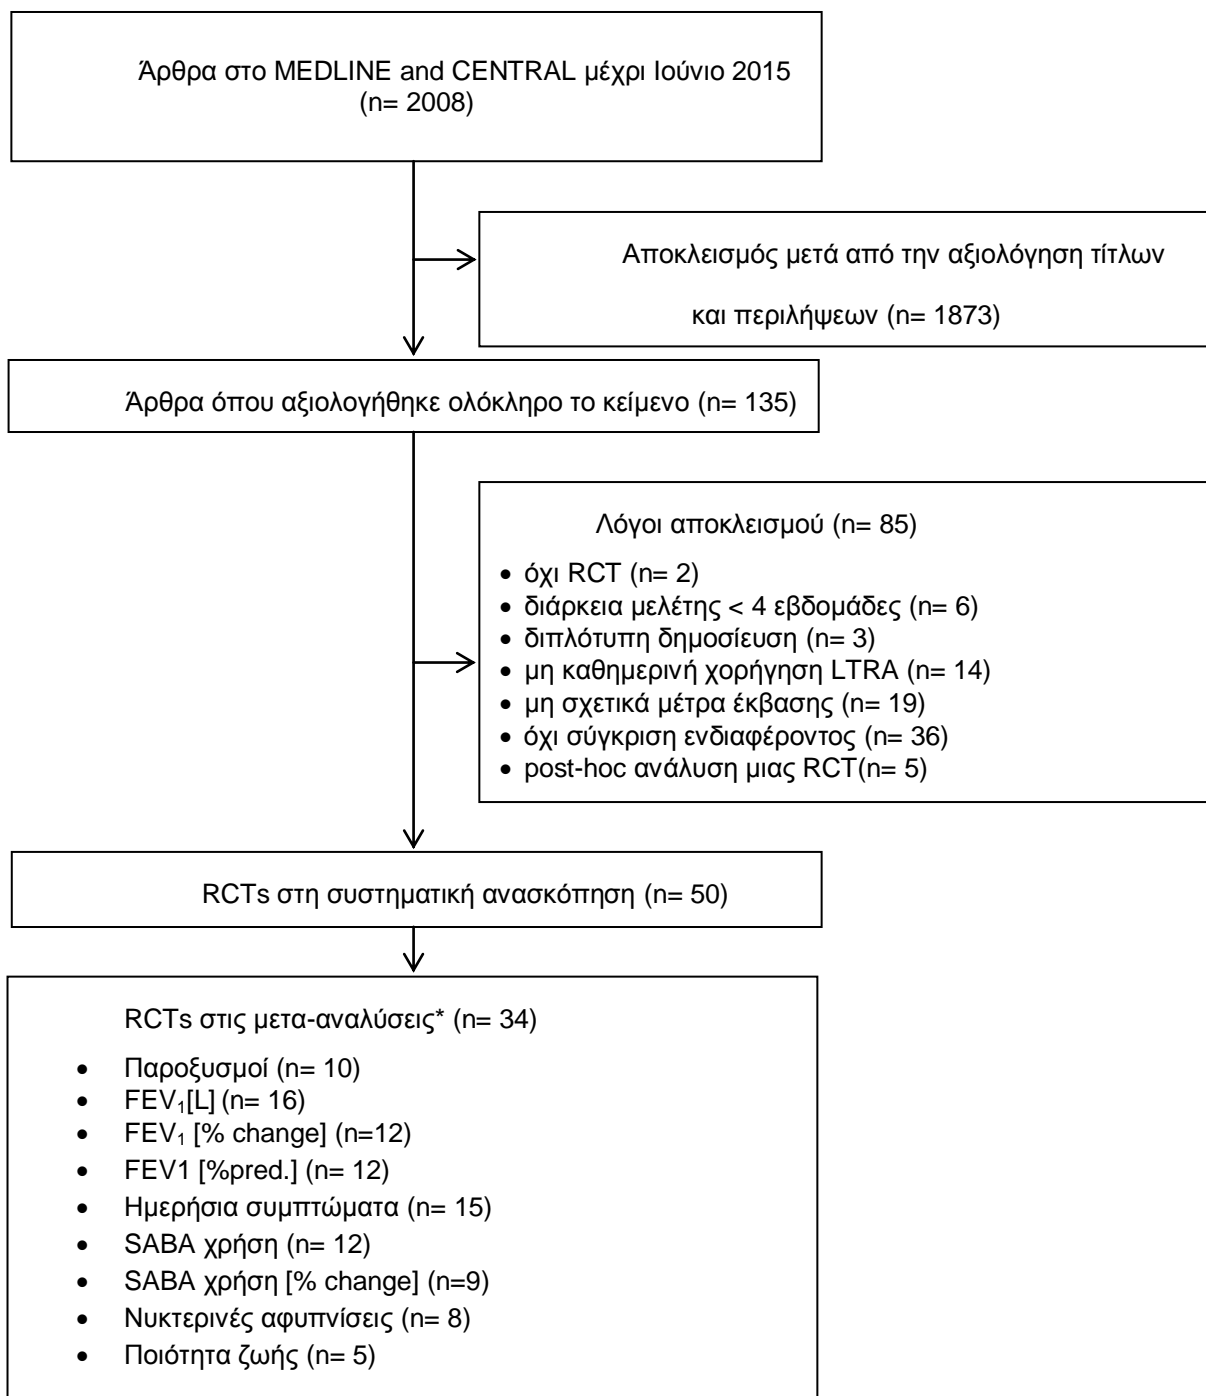 Άρθρα στο MEDLINE and CENTRAL μέχρι Ιούνιο 2015
(n= 2008)
Αποκλεισμός μετά από την αξιολόγηση τίτλων
και περιλήψεων (n= 1873)
Άρθρα όπου αξιολογήθηκε ολόκληρο το κείμενο (n= 135)
Λόγοι αποκλεισμού (n= 85)
• όχι RCT (n= 2)
• διάρκεια μελέτης < 4 εβδομάδες (n= 6)
• διπλότυπη δημοσίευση (n= 3)
• μη καθημερινή χορήγηση LTRA (n= 14)
• μη σχετικά μέτρα έκβασης (n= 19)
• όχι σύγκριση ενδιαφέροντος (n= 36)
• post-hoc ανάλυση μιας RCT(n= 5)
RCTs στη συστηματική ανασκόπηση (n= 50)
RCTs στις μετα-αναλύσεις* (n= 34)
• Παροξυσμοί (n= 10)
• FEV₁[L] (n= 16)
• FEV₁ [% change] (n=12)
• FEV1 [%pred.] (n= 12)
• Ημερήσια συμπτώματα (n= 15)
• SABA χρήση (n= 12)
• SABA χρήση [% change] (n=9)
• Νυκτερινές αφυπνίσεις (n= 8)
• Ποιότητα ζωής (n= 5)